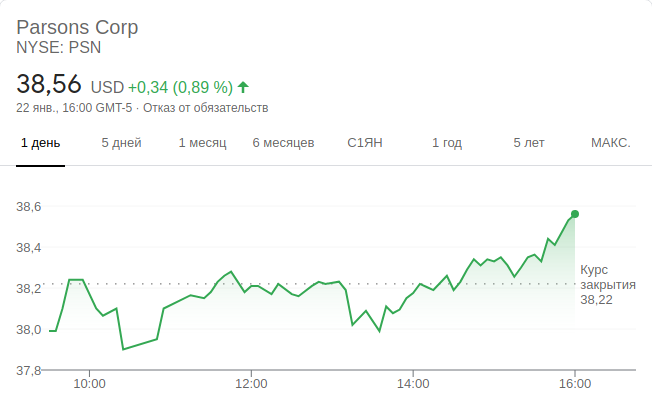 Parsons Corp
NYSE: PSN
38,56 USD +0,34 (0,89 %)
22 янв., 16:00 GMT-5 · Отказ от обязательств
1 день 5 дней 1 месяц 6 месяцев С1ЯН 1 год 5 лет МАКС.
38,6
38,4
38,2
38,0
37,8
Курс
закрытия
38,22
10:00 12:00 14:00 16:00